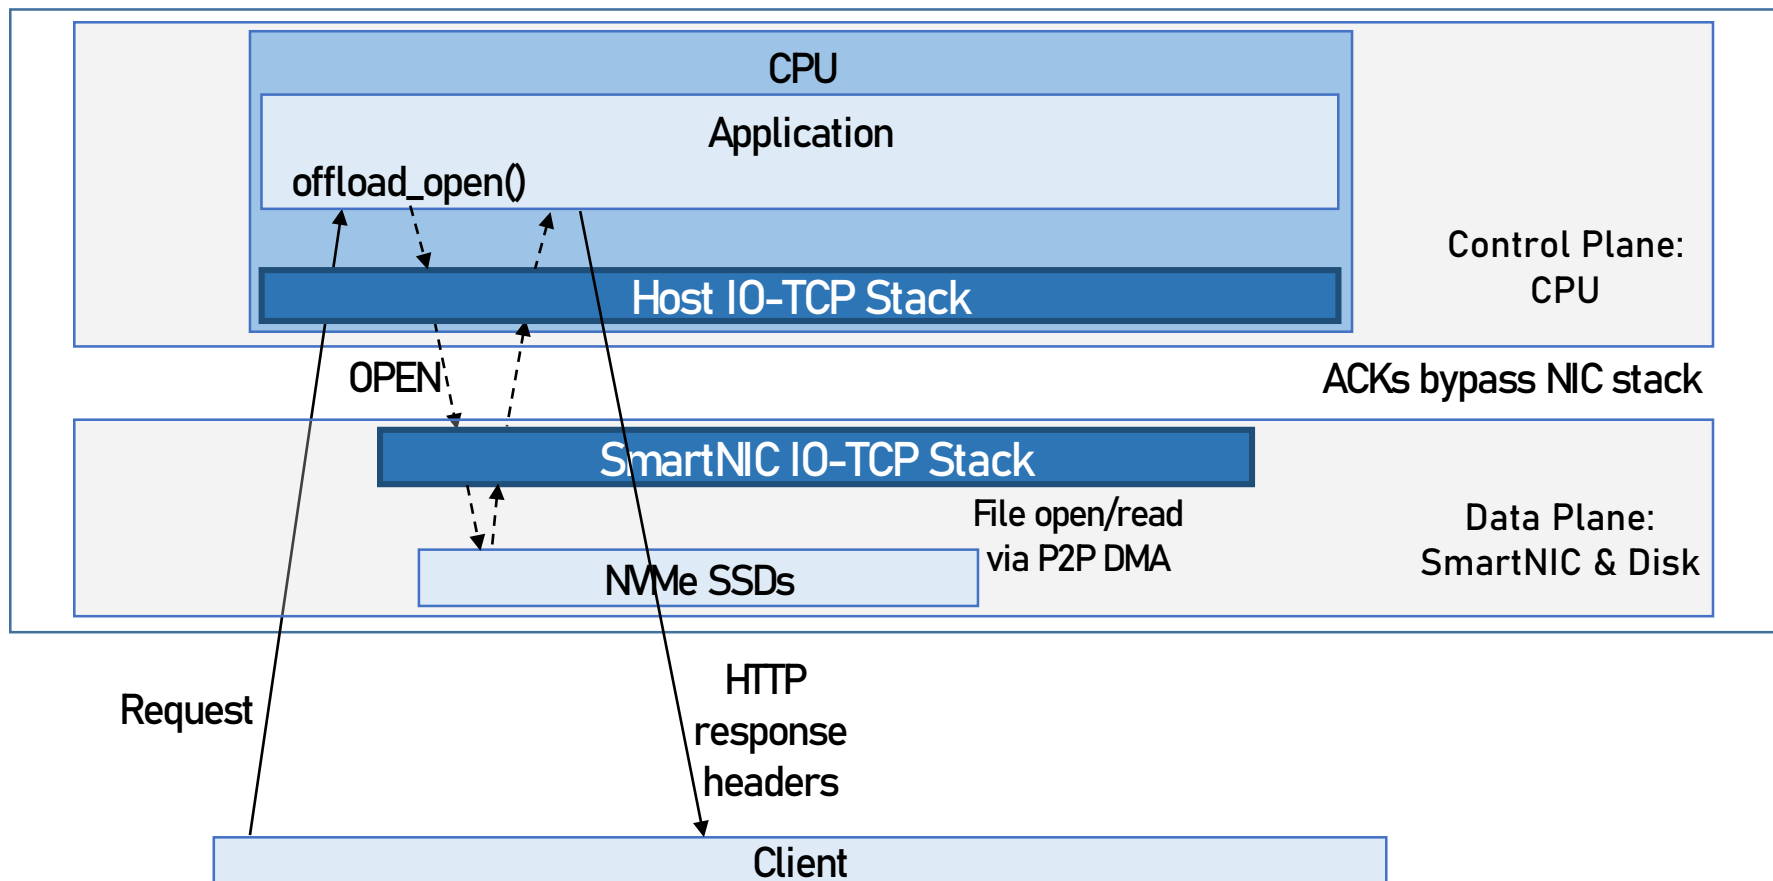 CPU
Application
offload_open()
Control Plane:
CPU
Host IO-TCP Stack
OPEN
ACKs bypass NIC stack
SmartNIC IO-TCP Stack
File open/read
via P2P DMA
Data Plane:
SmartNIC & Disk
NVMe SSDs
Request
HTTP
response
headers
Client